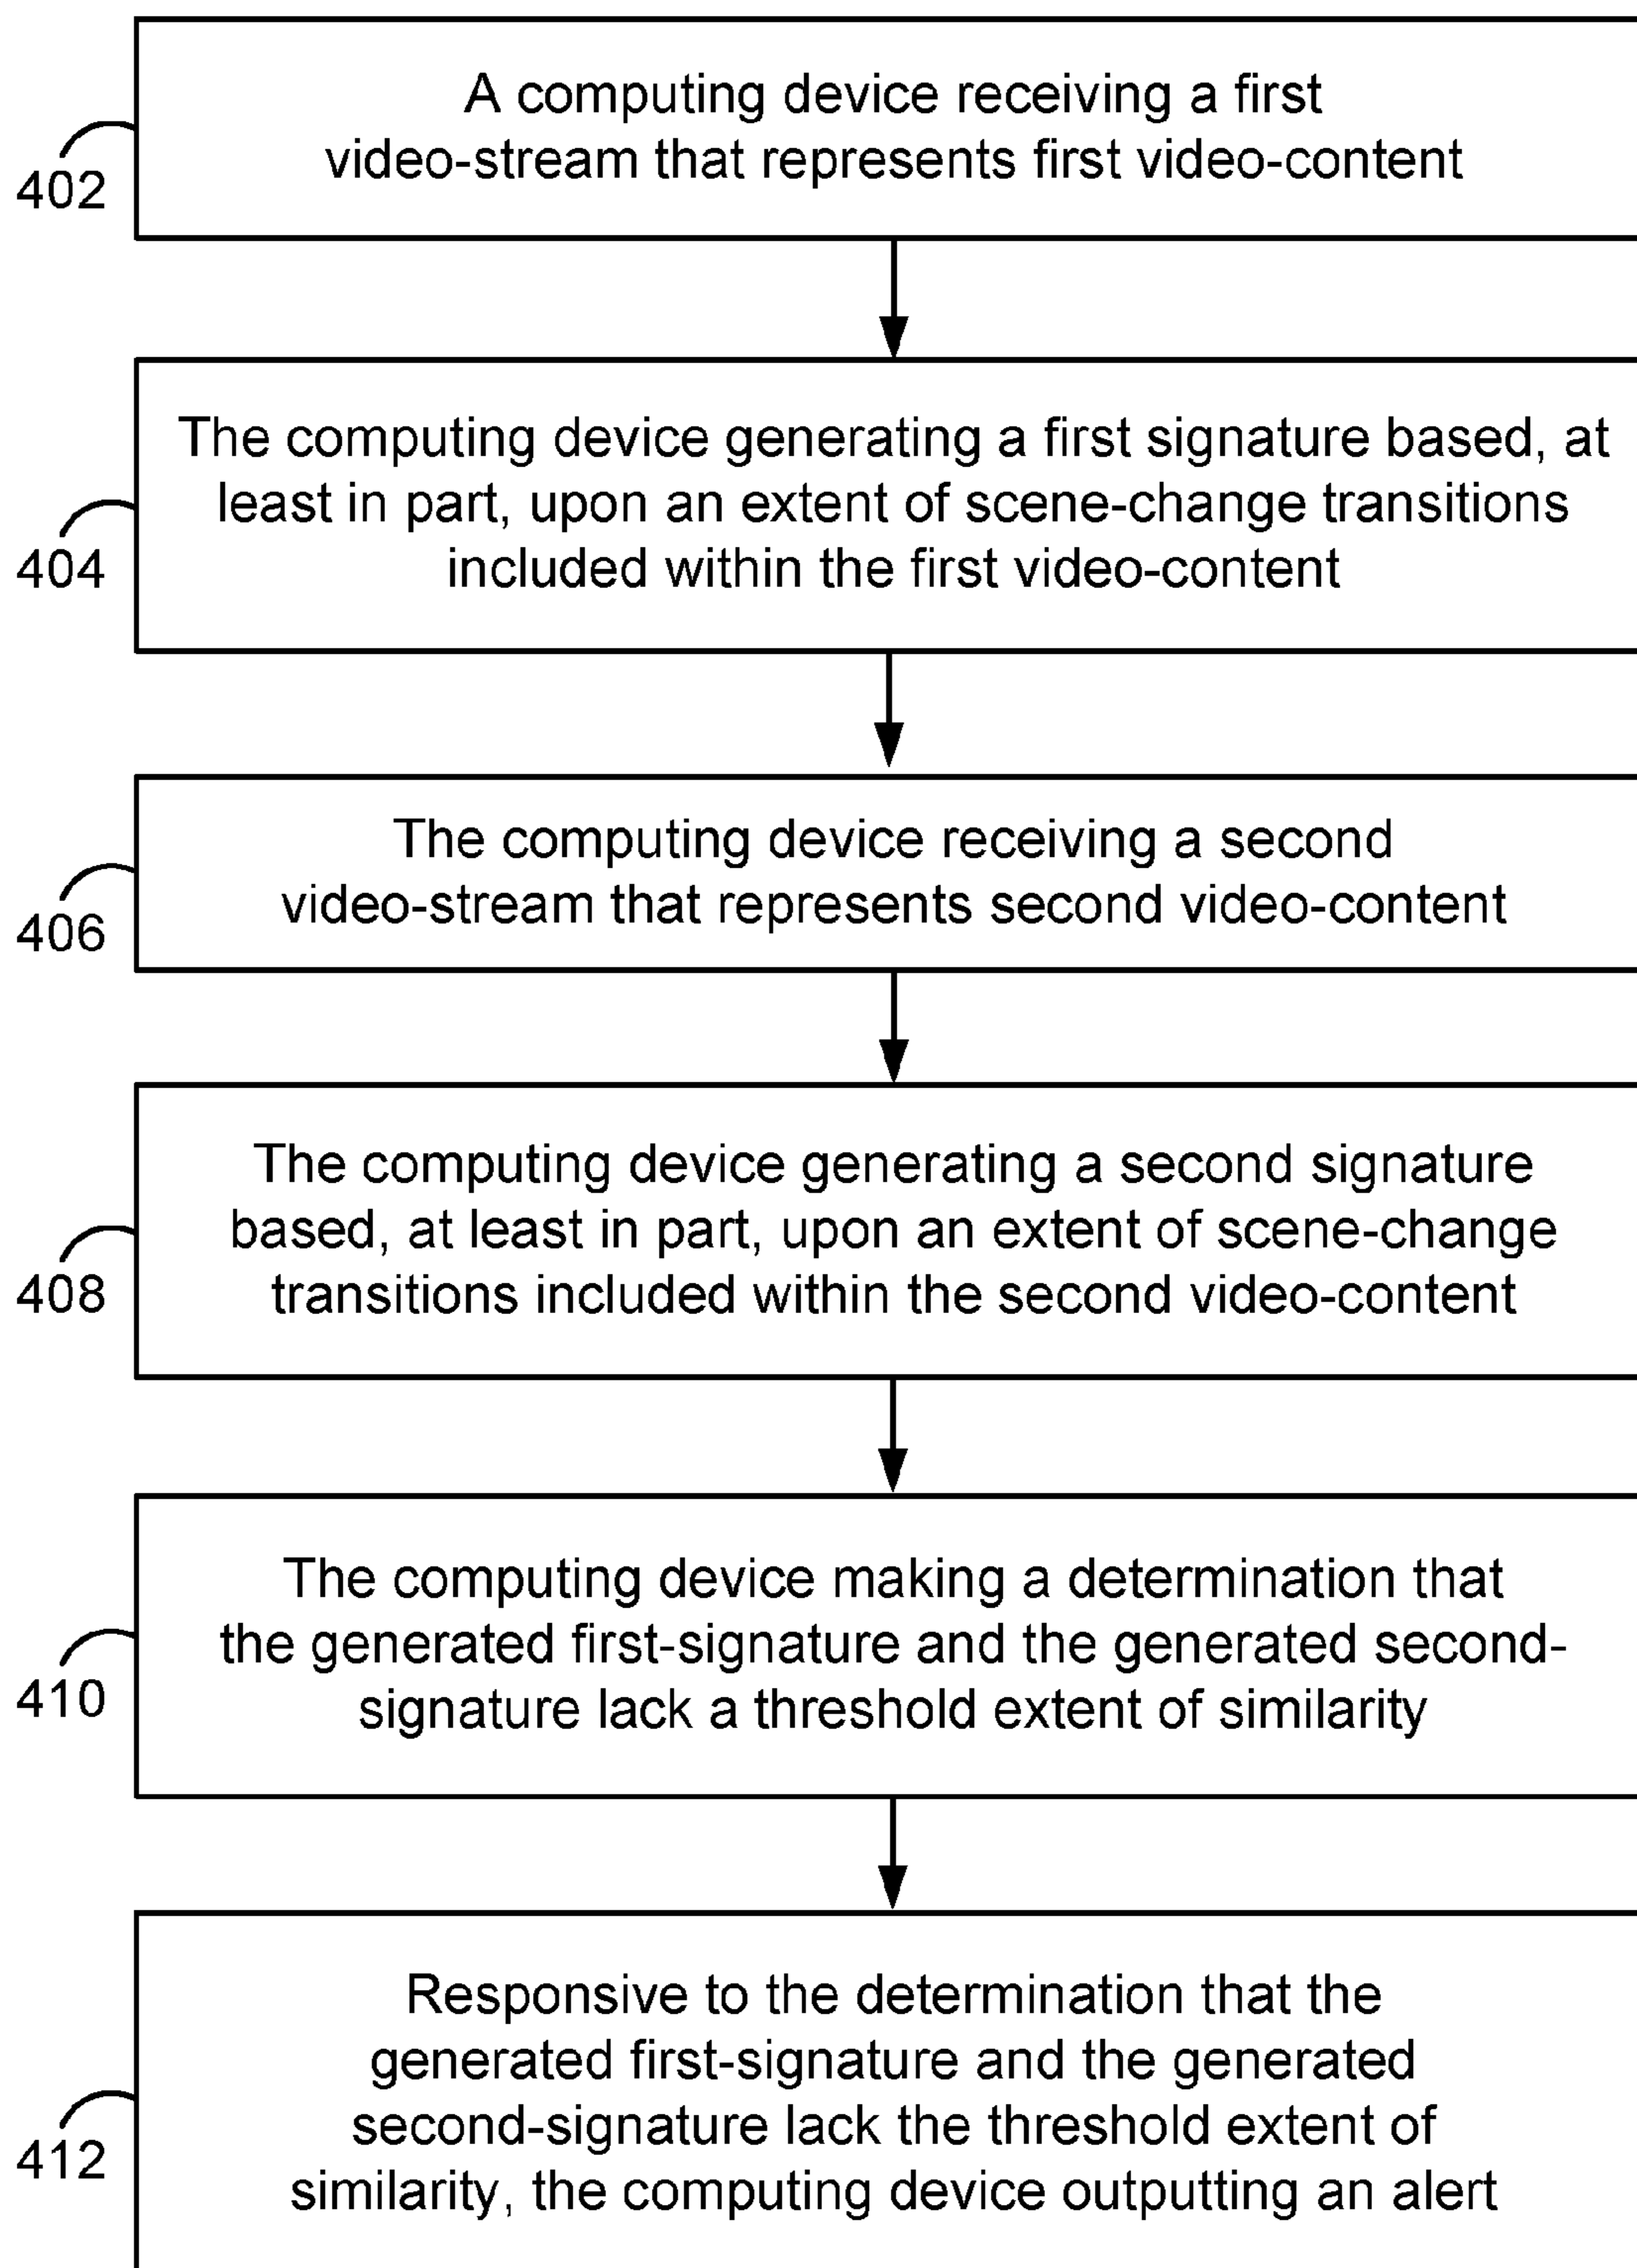 A computing device receiving a first
video-stream that represents first video-content
402
The computing device generating a first signature based, at
least in part, upon an extent of scene-change transitions
included within the first video-content
404
The computing device receiving a second
video-stream that represents second video-content
406
The computing device generating a second signature
based, at least in part, upon an extent of scene-change
transitions included within the second video-content
408
The computing device making a determination that
the generated first-signature and the generated second-
signature lack a threshold extent of similarity
410
Responsive to the determination that the
generated first-signature and the generated
second-signature lack the threshold extent of
similarity, the computing device outputting an alert
412